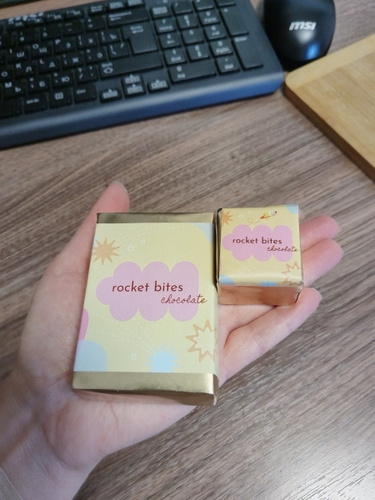 msi
rocket bites
chocolate
rocket bites
chocolate